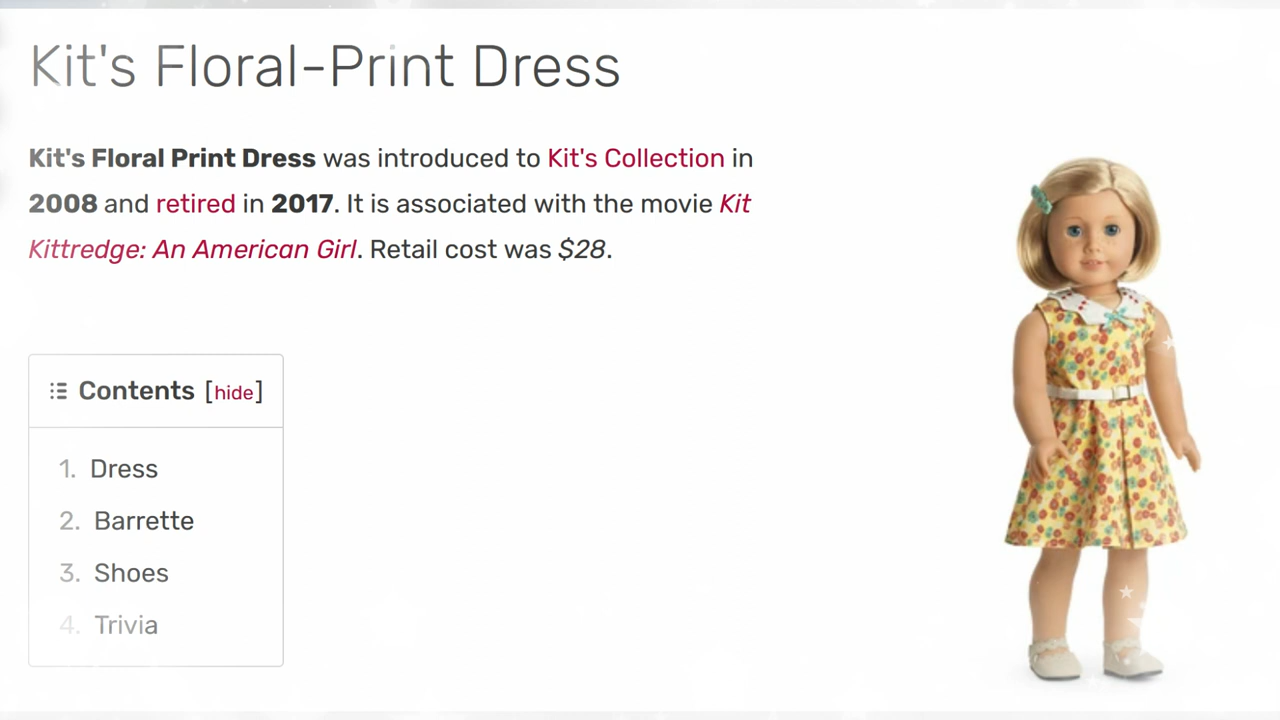 Kit's Floral-Print Dress
Kit's Floral Print Dress was introduced to Kit's Collection in
2008 and retired in 2017. It is associated with the movie Kit
Kittredge: An American Girl. Retail cost was $28.
Contents [hide]
1. Dress
2. Barrette
3. Shoes
4. Trivia